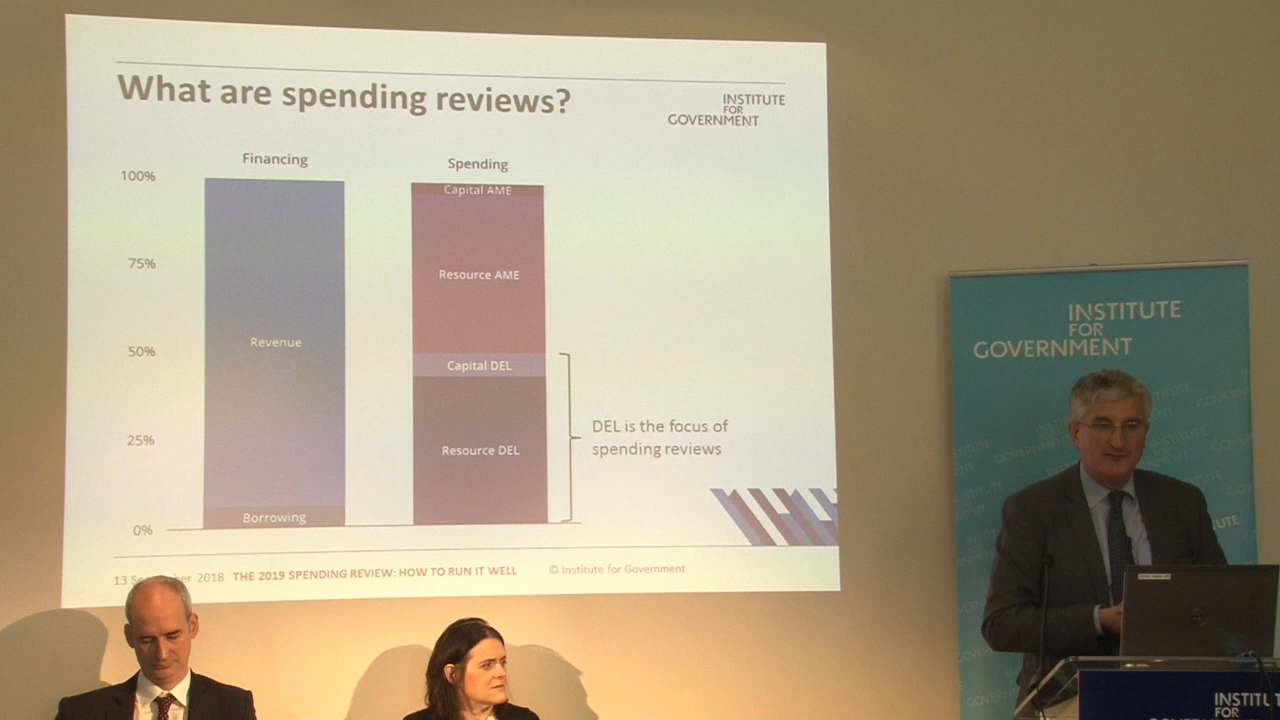 What are spending reviews?
INSTITUTE
FOR
GOVERNMENT
Financing
Spending
100%
75%
50%
25%
0%
Revenue
Borrowing
Capital AME
Resource AME
Capital DEL
Resource DEL
DEL is the focus of
spending reviews
13 2018 THE 2019 SPENDING REVIEW: HOW TO RUN IT WELL © Institute for Government
INSTITUTE
FOR
GOVERNMENT
FOR